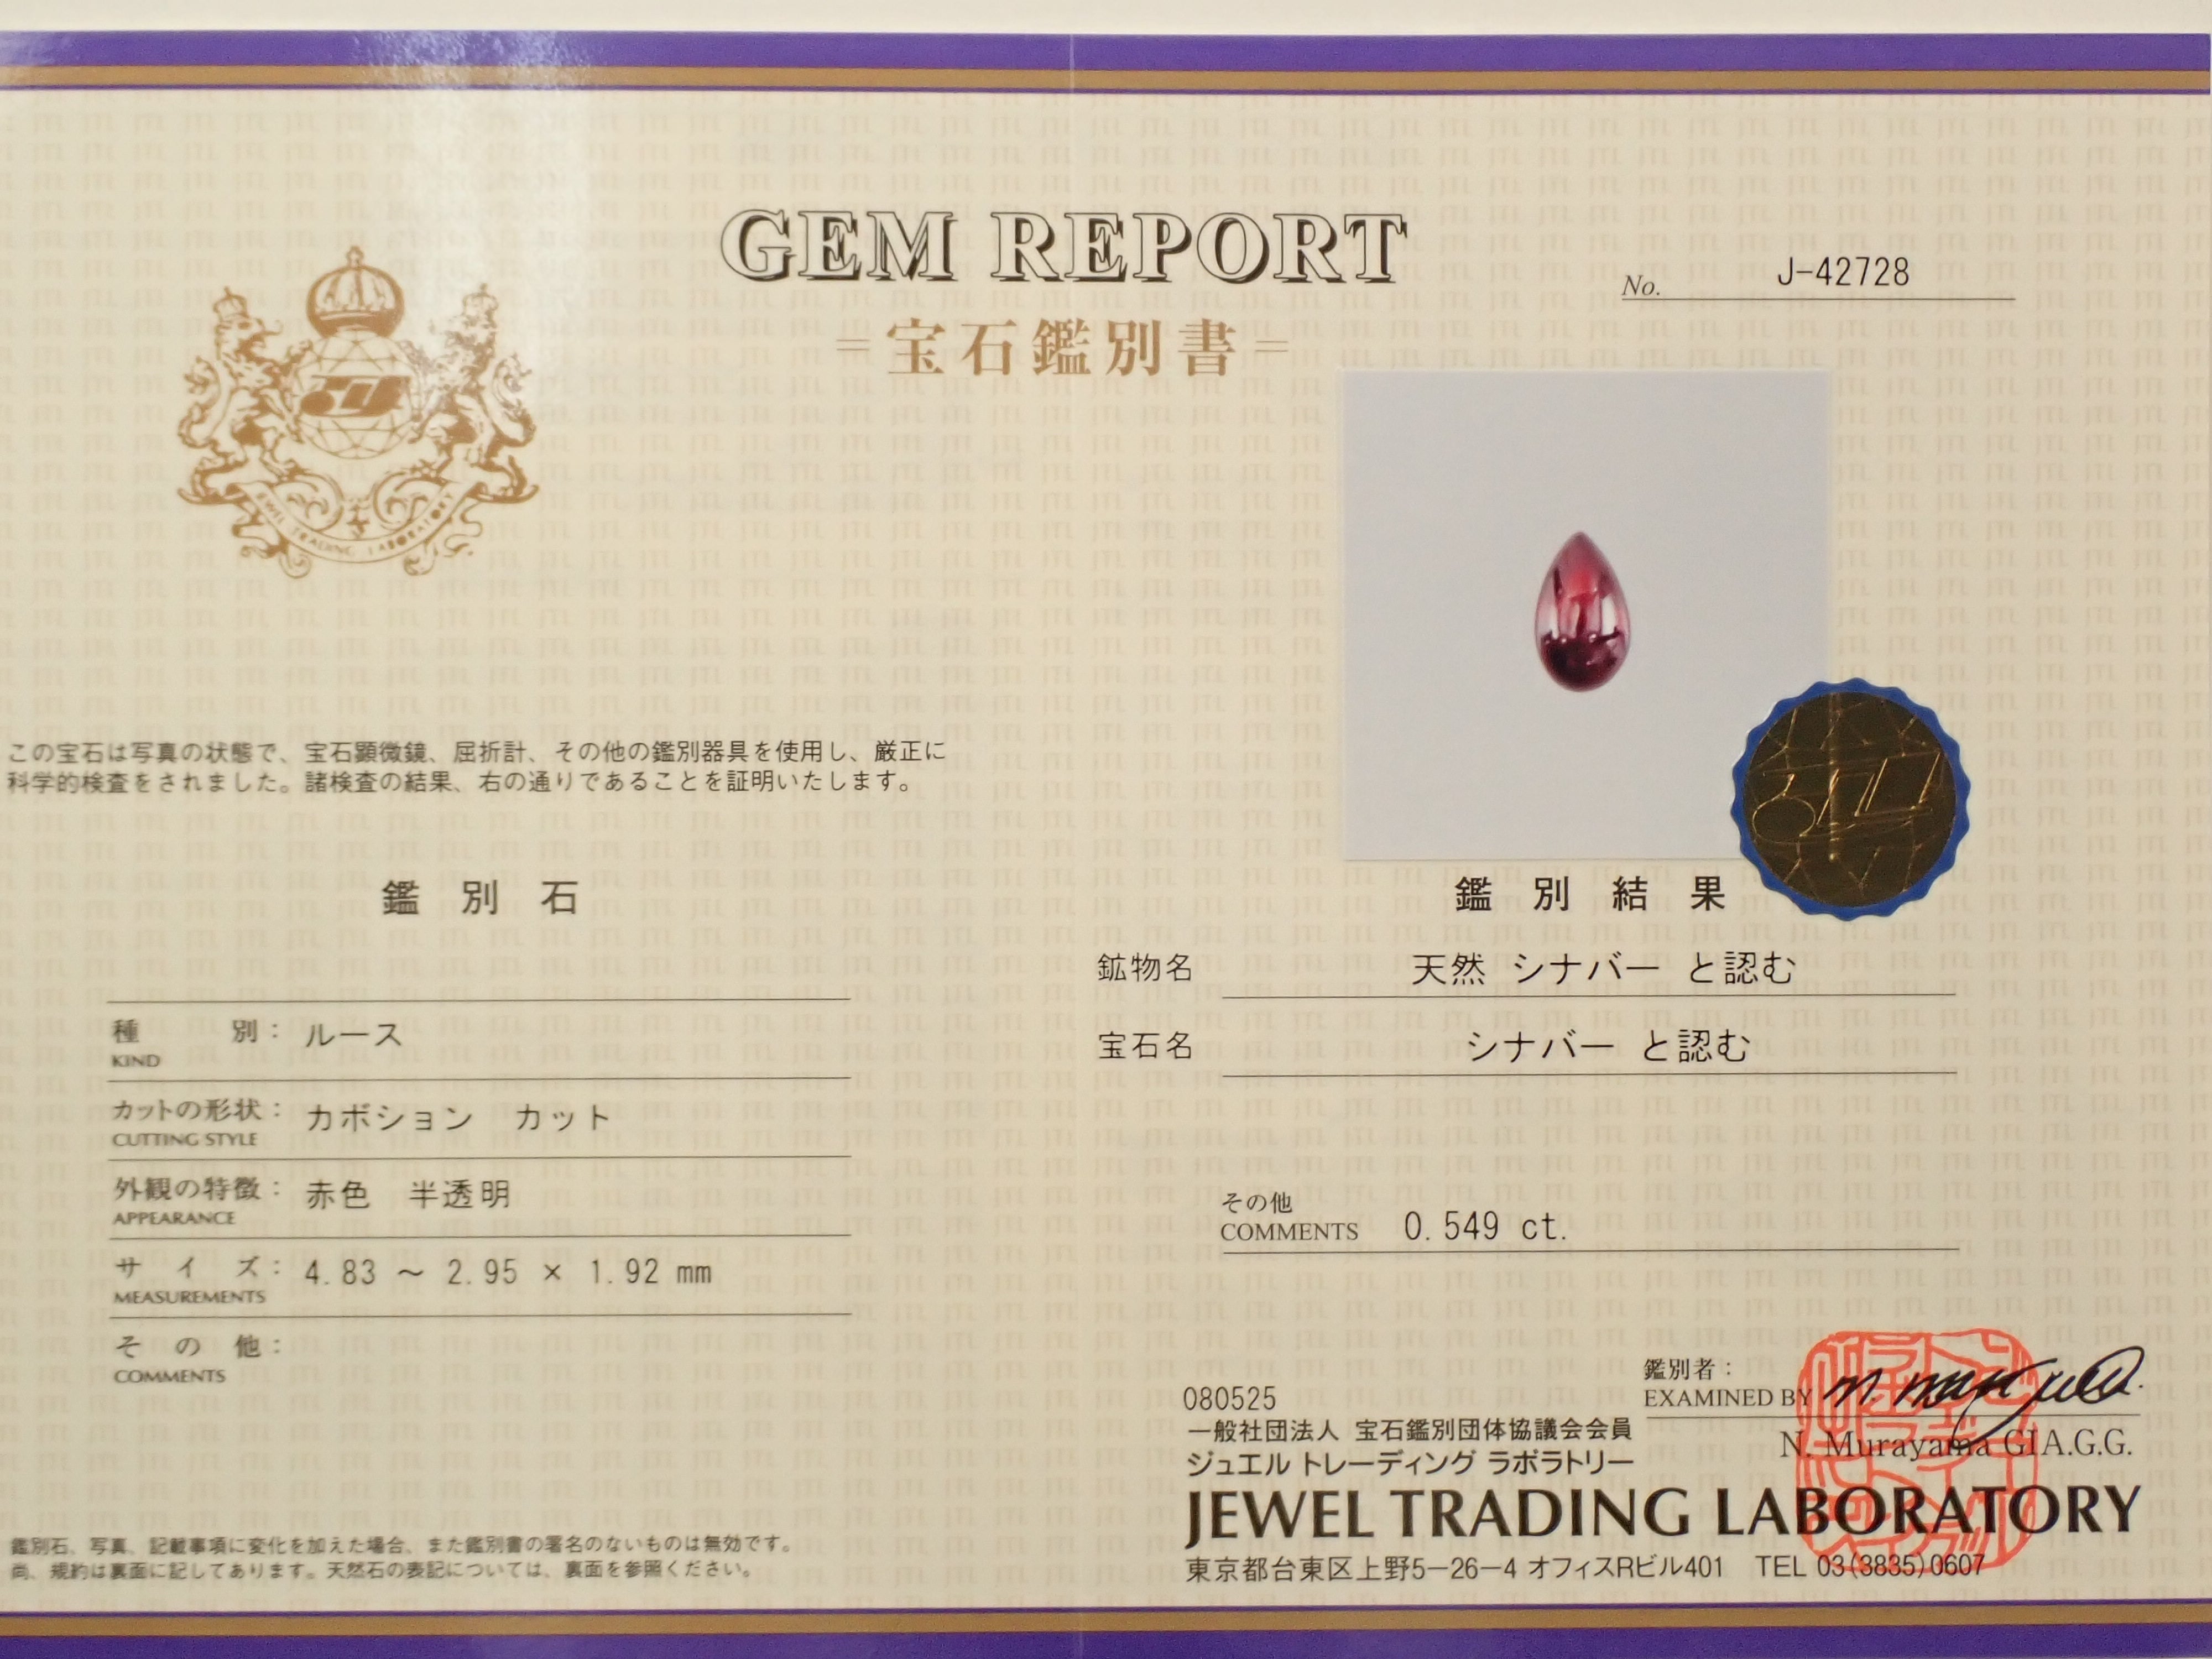 GEM REPORT
=宝石鑑別書=
No. J-42728
JEWEL TRADING LABORATORY
この宝石は写真の状態で、宝石顕微鏡、屈折計、その他の鑑別器具を使用し、厳正に
科学的検査をされました。諸検査の結果、右の通りであることを証明いたします。
鑑別石
種別: ルース
KIND
カットの形状: カボション カット
CUTTING STYLE
外観の特徴: 赤色 半透明
APPEARANCE
サイズ: 4.83 ～ 2.95 × 1.92 mm
MEASUREMENTS
その他:
COMMENTS
鑑別石、写真、記載事項に変化を加えた場合、また鑑別書の署名のないものは無効です。
尚、規約は裏面に記してあります。天然石の表記については、裏面を参照ください。
鑑別結果
鉱物名 天然 シナバー と認む
宝石名 シナバー と認む
その他
COMMENTS 0.549 ct.
鑑別者:
EXAMINED BY
N. Murayama GIA.G.G.
080525
一般社団法人 宝石鑑別団体協議会会員
ジュエル トレーディング ラボラトリー
JEWEL TRADING LABORATORY
東京都台東区上野5-26-4 オフィスRビル401 TEL 03(3835)0607